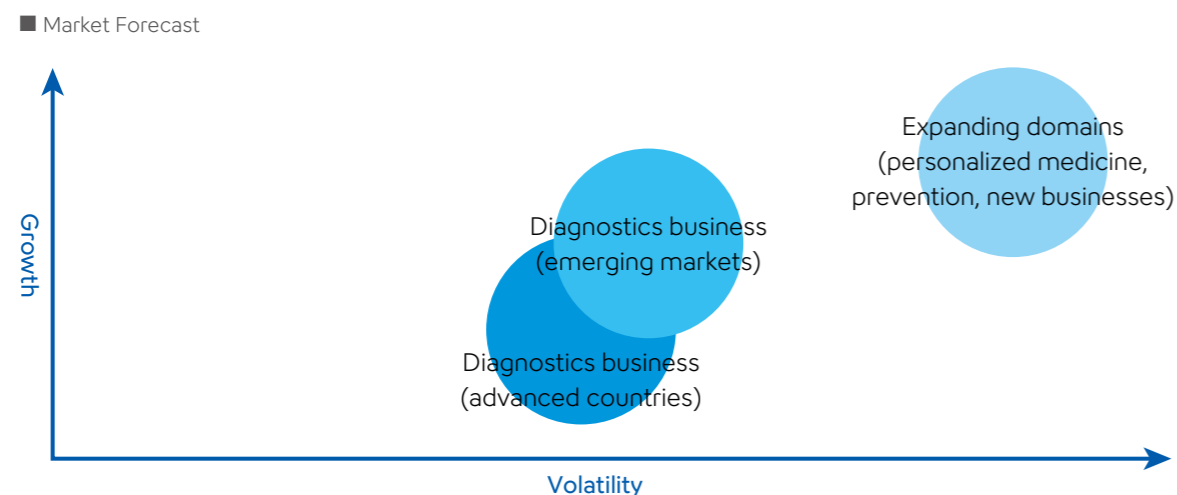 Market Forecast
Growth
Expanding domains
(personalized medicine,
prevention, new businesses)
Diagnostics business
(emerging markets)
Diagnostics business
(advanced countries)
Volatility